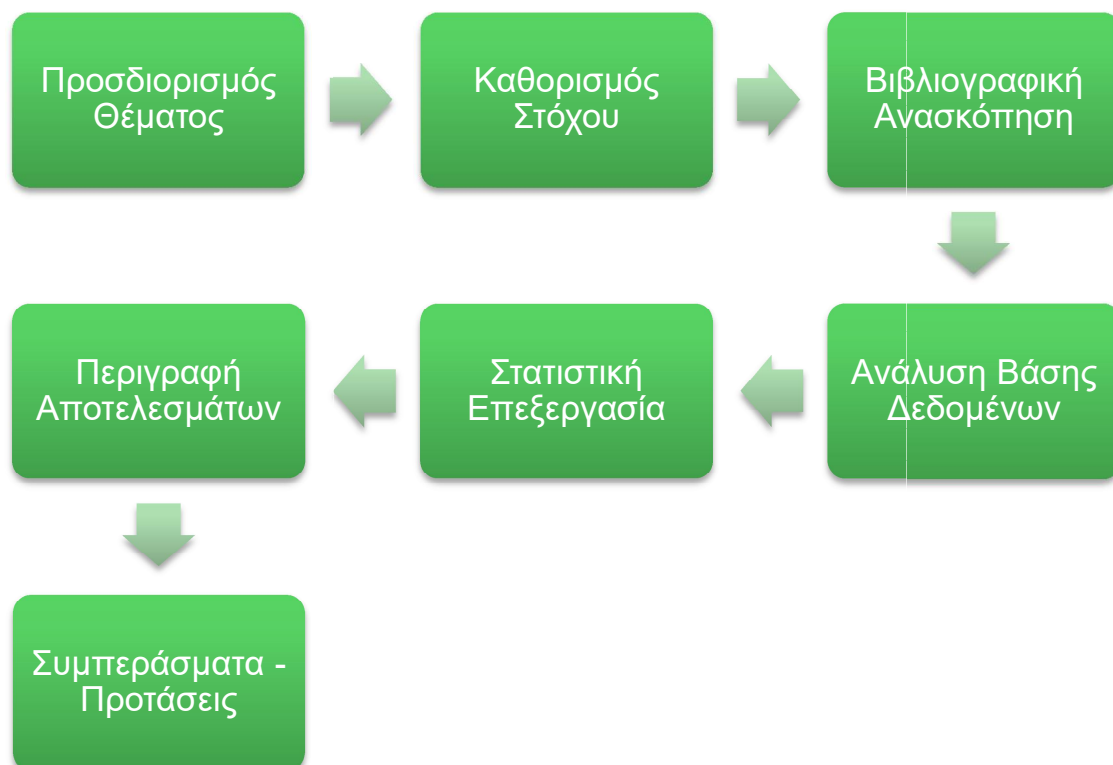 Προσδιορισμός
Θέματος
Καθορισμός
Στόχου
Βιβλιογραφική
Ανασκόπηση
Ανάλυση Βάσης
Δεδομένων
Στατιστική
Επεξεργασία
Περιγραφή
Αποτελεσμάτων
Συμπεράσματα -
Προτάσεις